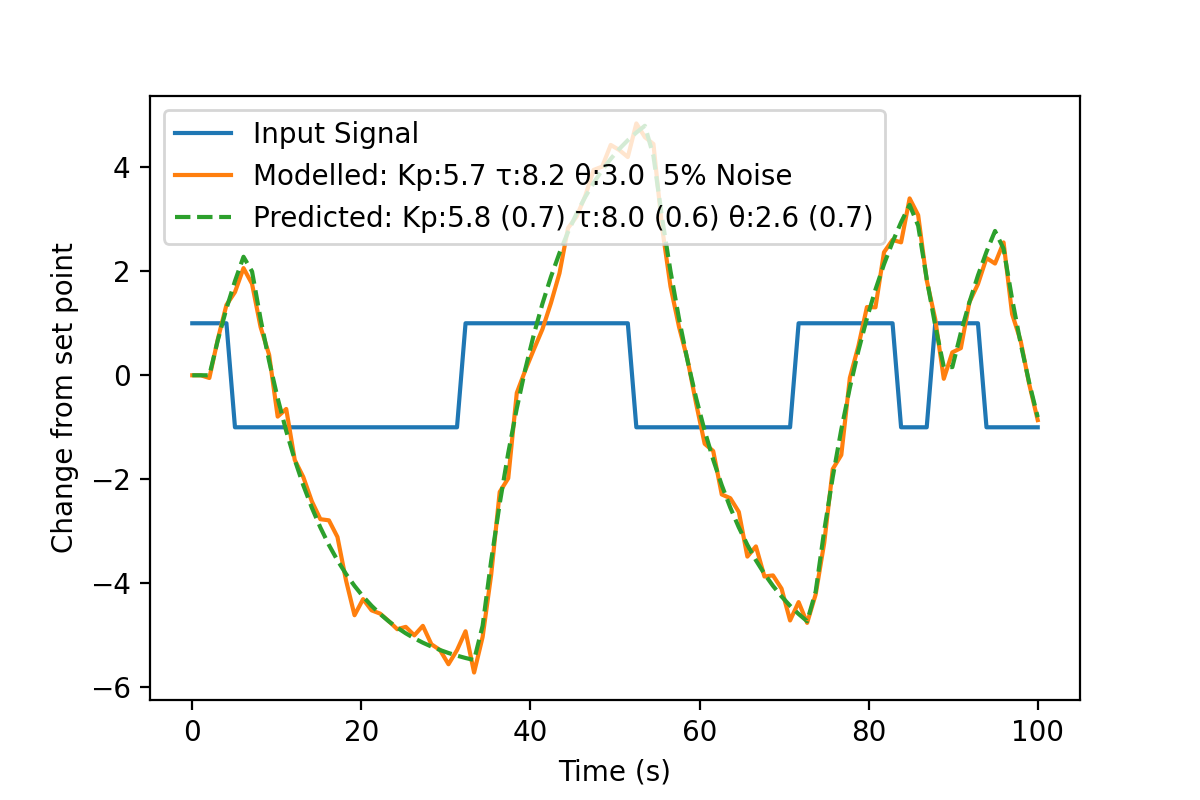 Input Signal
Modelled: Kp:5.7 τ:8.2 θ:3.0  5% Noise
Predicted: Kp:5.8 (0.7) τ:8.0 (0.6) θ:2.6 (0.7)
Change from set point
4
2
0
−2
−4
−6
0 20 40 60 80 100
Time (s)